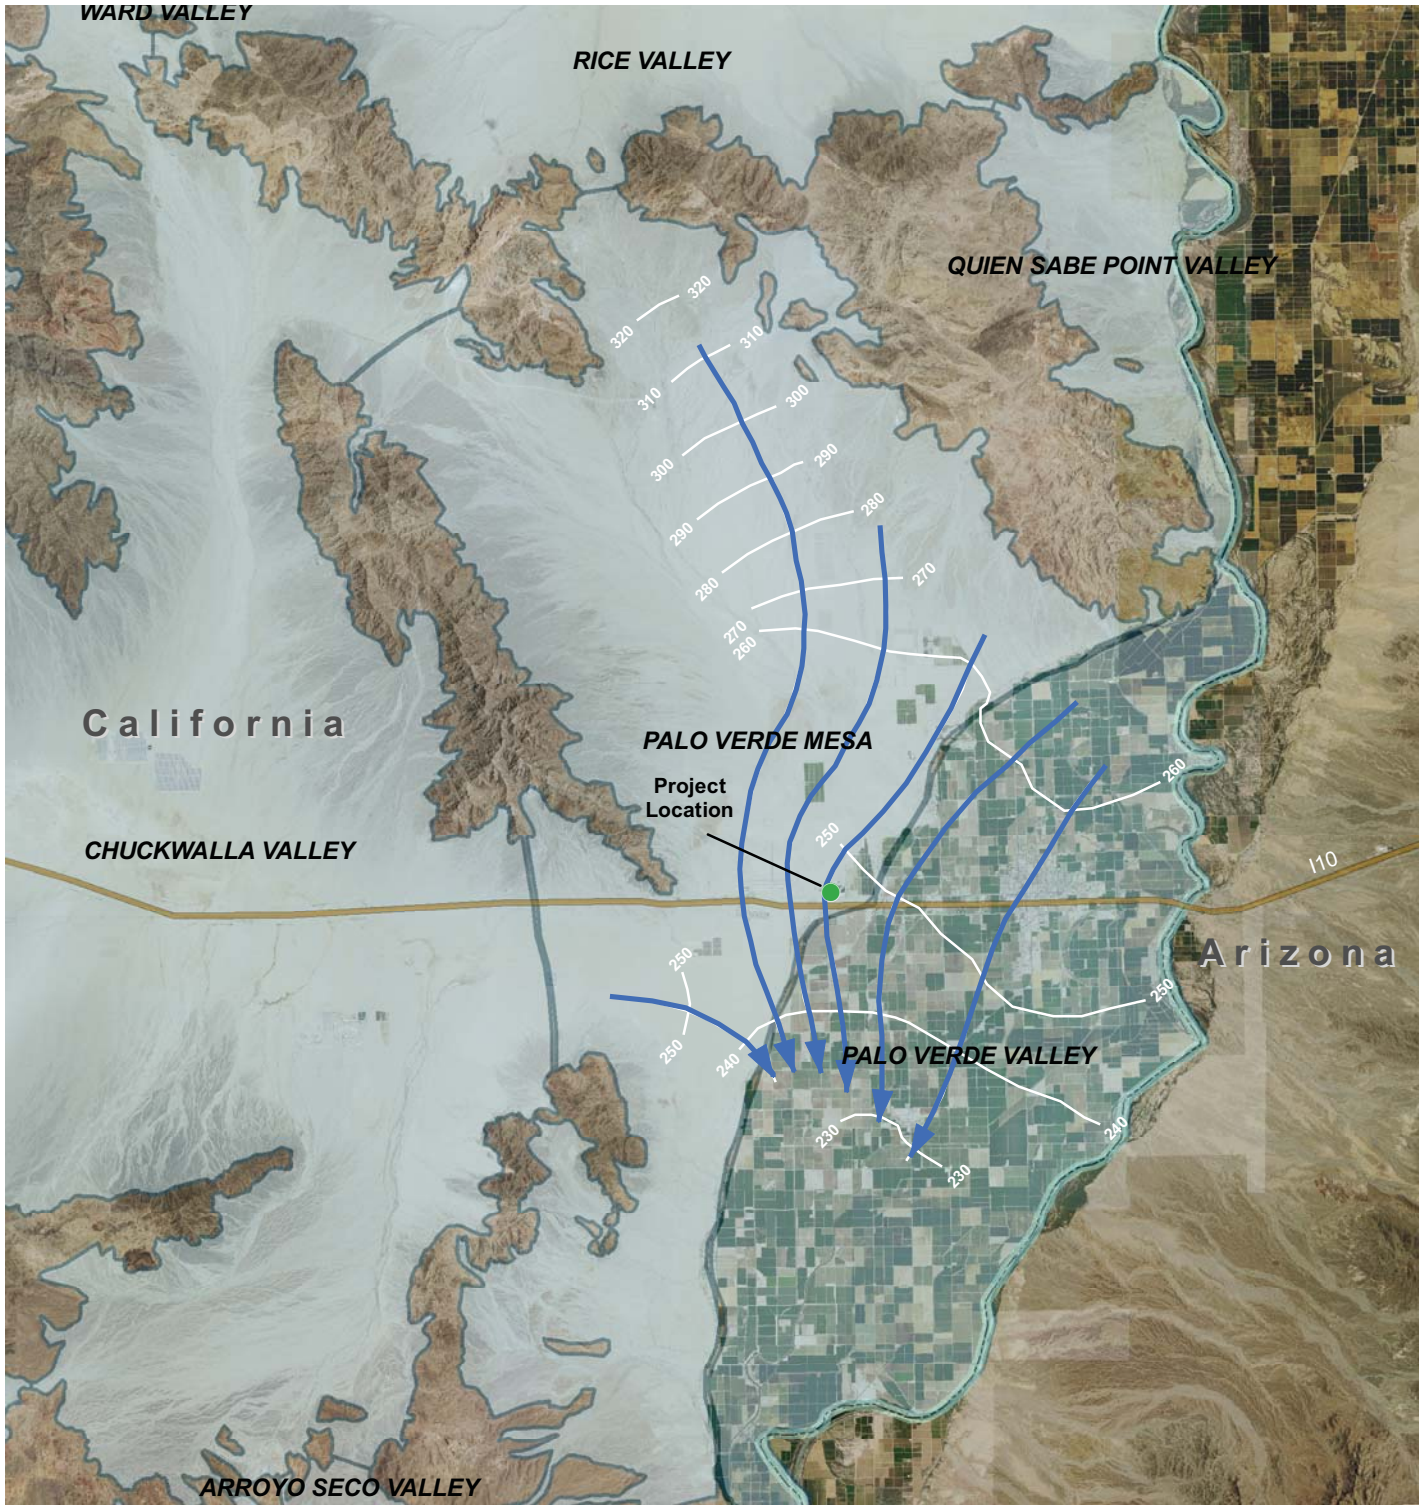 WARD VALLEY
RICE VALLEY
QUIEN SABE POINT VALLEY
320
320
310
310
300
300
290
290
280
280
270
270
260
California
PALO VERDE MESA
Project
Location
260
250
CHUCKWALLA VALLEY
I10
Arizona
250
250
250
240
PALO VERDE VALLEY
240
230
230
ARROYO SECO VALLEY